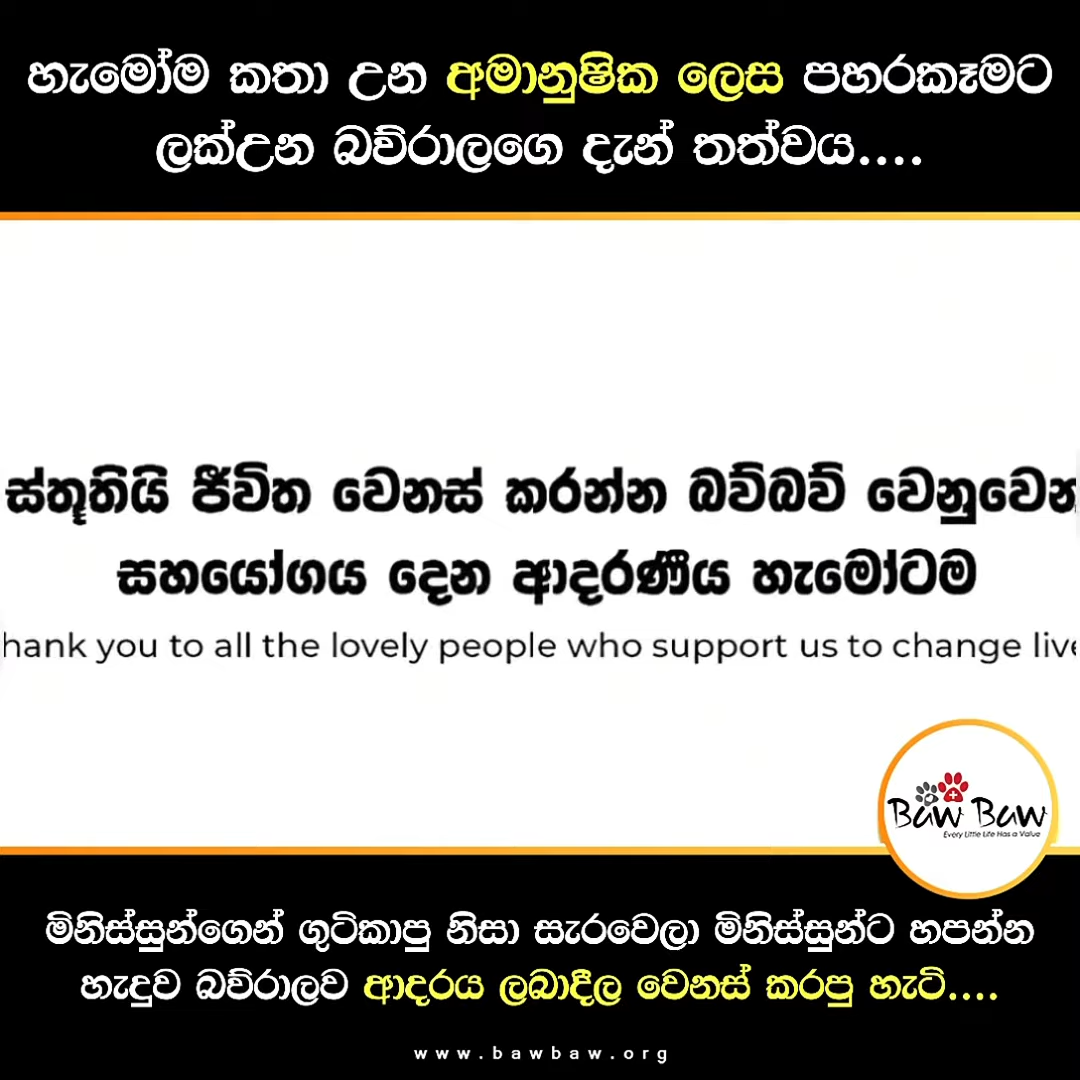 හැමෝම කතා උන අමානුෂික ලෙස පහරකෑමට
ලක්උන බව්රාලගෙ දැන් තත්වය....
ස්තූතියි ජීවිත වෙනස් කරන්න බව්බව් වෙනුවෙන
සහයෝගය දෙන ආදරණීය හැමෝටම
hank you to all the lovely people who support us to change live
Baw Baw
Every Little Life Has a Value
මිනිස්සුන්ගෙන් ගුටිකාපු නිසා සැරවෙලා මිනිස්සුන්ට හපන්න
හැදුව බව්රාලව ආදරය ලබාදීල වෙනස් කරපු හැටි....
www.bawbaw.org